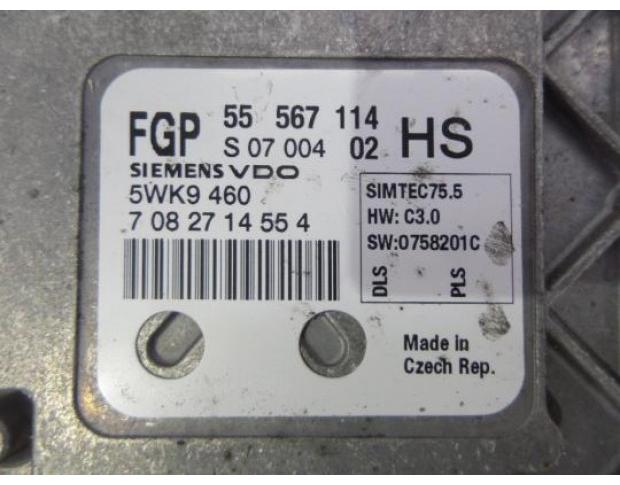 FGP 55 567 114 HS
S 07 004 02
SIEMENS VDO
5WK9 460
7 08 27 14 55 4
SIMTEC75.5
HW: C3.0
SW:0758201C
DLS PLS
Made in
Czech Rep.